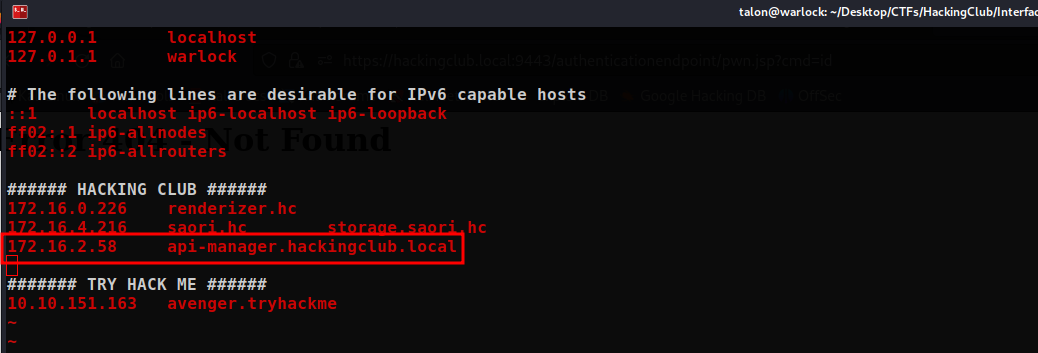 talon@warlock: ~/Desktop/CTFs/HackingClub/Interfac
127.0.0.1 localhost
127.0.1.1 warlock
https://hackingclub.local:9443/authenticationendpoint/pwn.jsp?cmd=id
# The following lines are desirable for IPv6 capable hosts
Google Hacking DB OffSec
::1 localhost ip6-localhost ip6-loopback
ff02::1 ip6-allnodes
Not Found
ff02::2 ip6-allrouters
###### HACKING CLUB ######
172.16.0.226 renderizer.hc
172.16.4.216 saori.hc storage.saori.hc
172.16.2.58 api-manager.hackingclub.local
####### TRY HACK ME ######
10.10.151.163 avenger.tryhackme
~
~